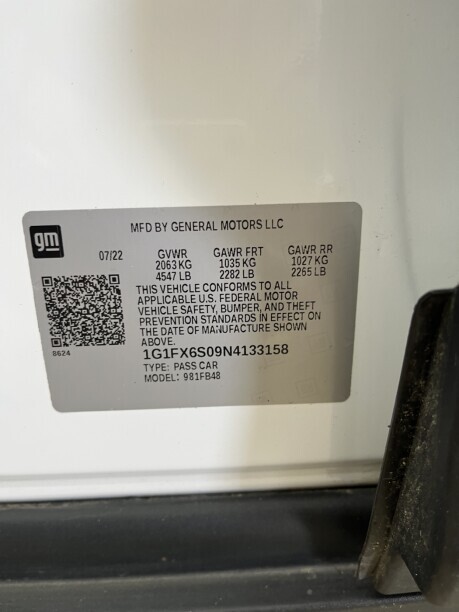 gm
MFD BY GENERAL MOTORS LLC
07/22 GVWR GAWR FRT GAWR RR
2063 KG 1035 KG 1027 KG
4547 LB 2282 LB 2265 LB
THIS VEHICLE CONFORMS TO ALL
APPLICABLE U.S. FEDERAL MOTOR
VEHICLE SAFETY, BUMPER, AND THEFT
PREVENTION STANDARDS IN EFFECT ON
THE DATE OF MANUFACTURE SHOWN
ABOVE.
8624
1G1FX6S09N4133158
TYPE: PASS CAR
MODEL: 981FB48